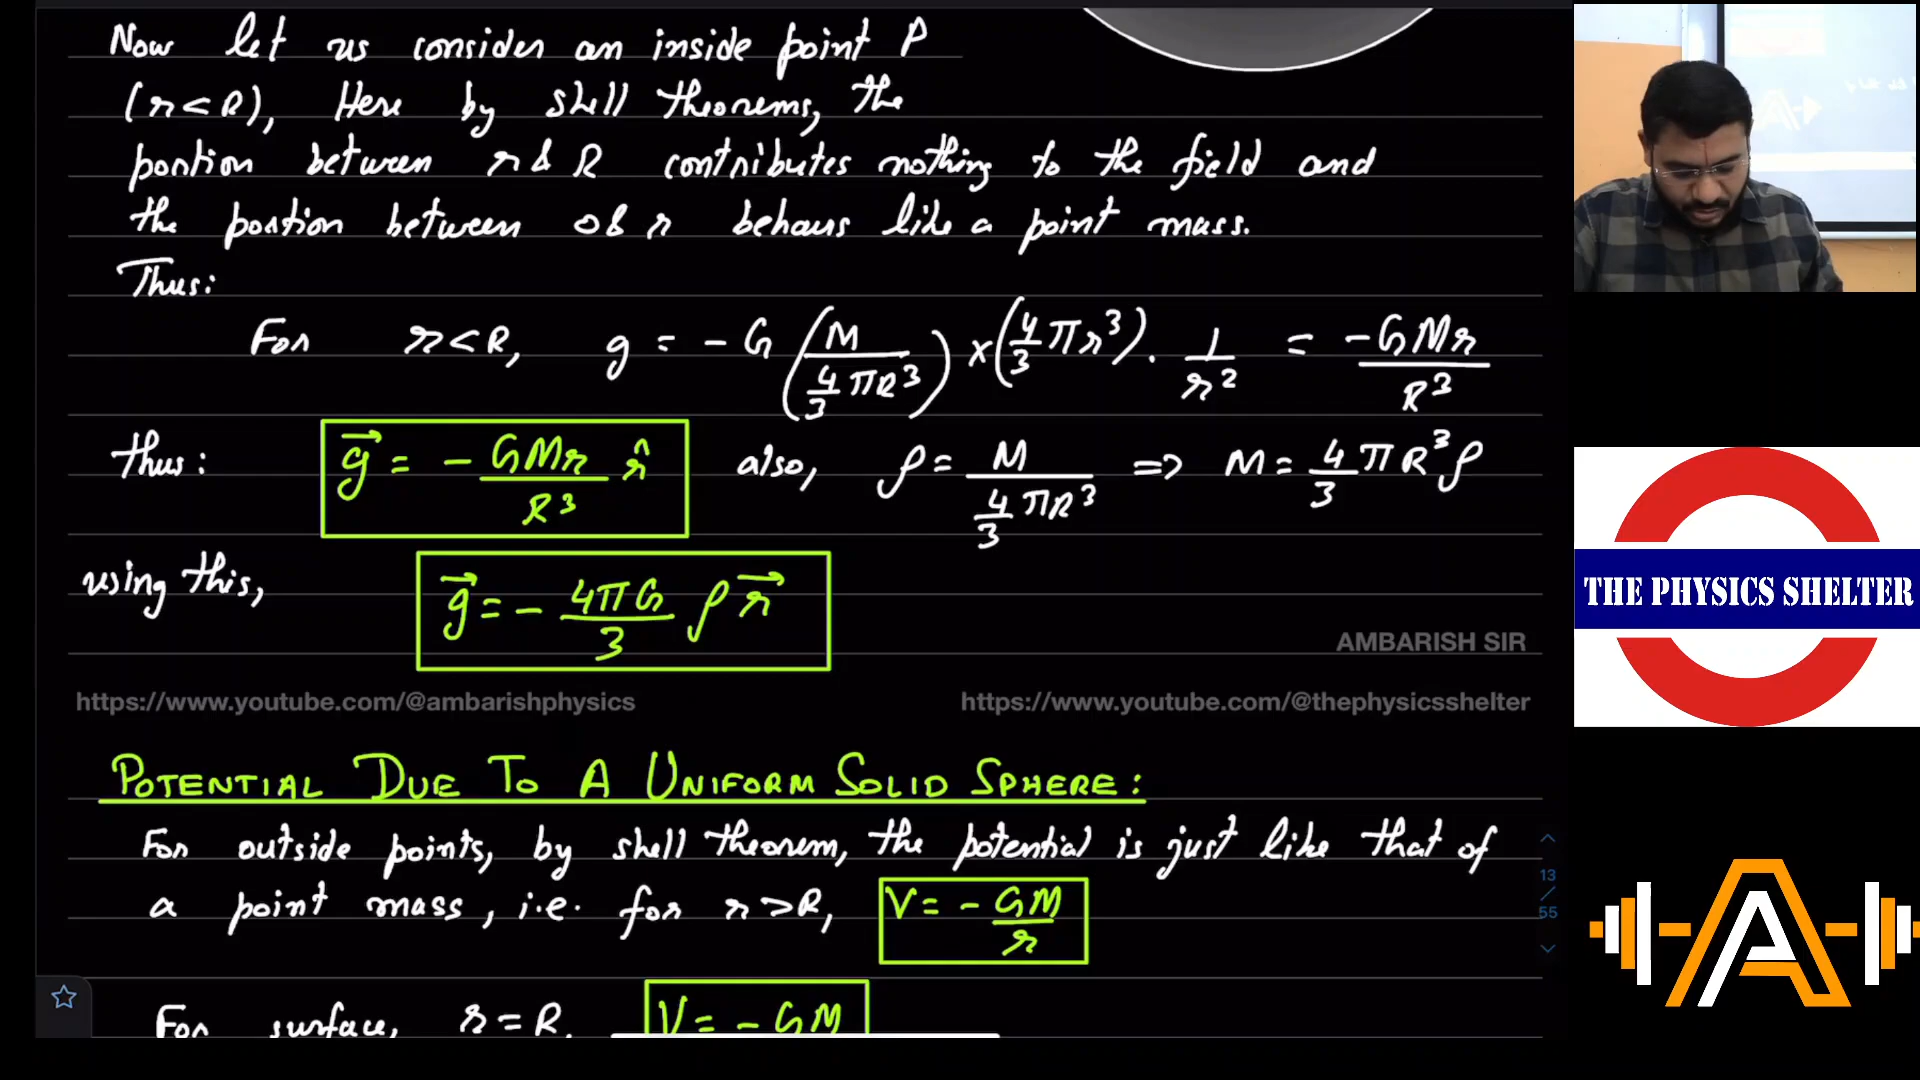 Now let us consider an inside point P
(r<R), Here by shell theorems, the
portion between r & R contributes nothing to the field and
the portion between 0 & r behavs like a point mass.
Thus:
For r<R, g = -G (M / 4/3 πR³) × (4/3 πr³) · 1/r² = -GMr/R³
thus: g⃗ = - GMr/R³ r̂ also, ρ = M / 4/3 πR³ => M = 4/3 πR³ρ
using this, g⃗ = - 4πG/3 ρ r⃗
AMBARISH SIR
https://www.youtube.com/@ambarishphysics https://www.youtube.com/@thephysicsshelter
POTENTIAL DUE TO A UNIFORM SOLID SPHERE:
For outside points, by shell theorem, the potential is just like that of
a point mass, i.e. for r>R, V = - GM/r
For surface, r=R, V = - GM
13
/
55
THE PHYSICS SHELTER
A